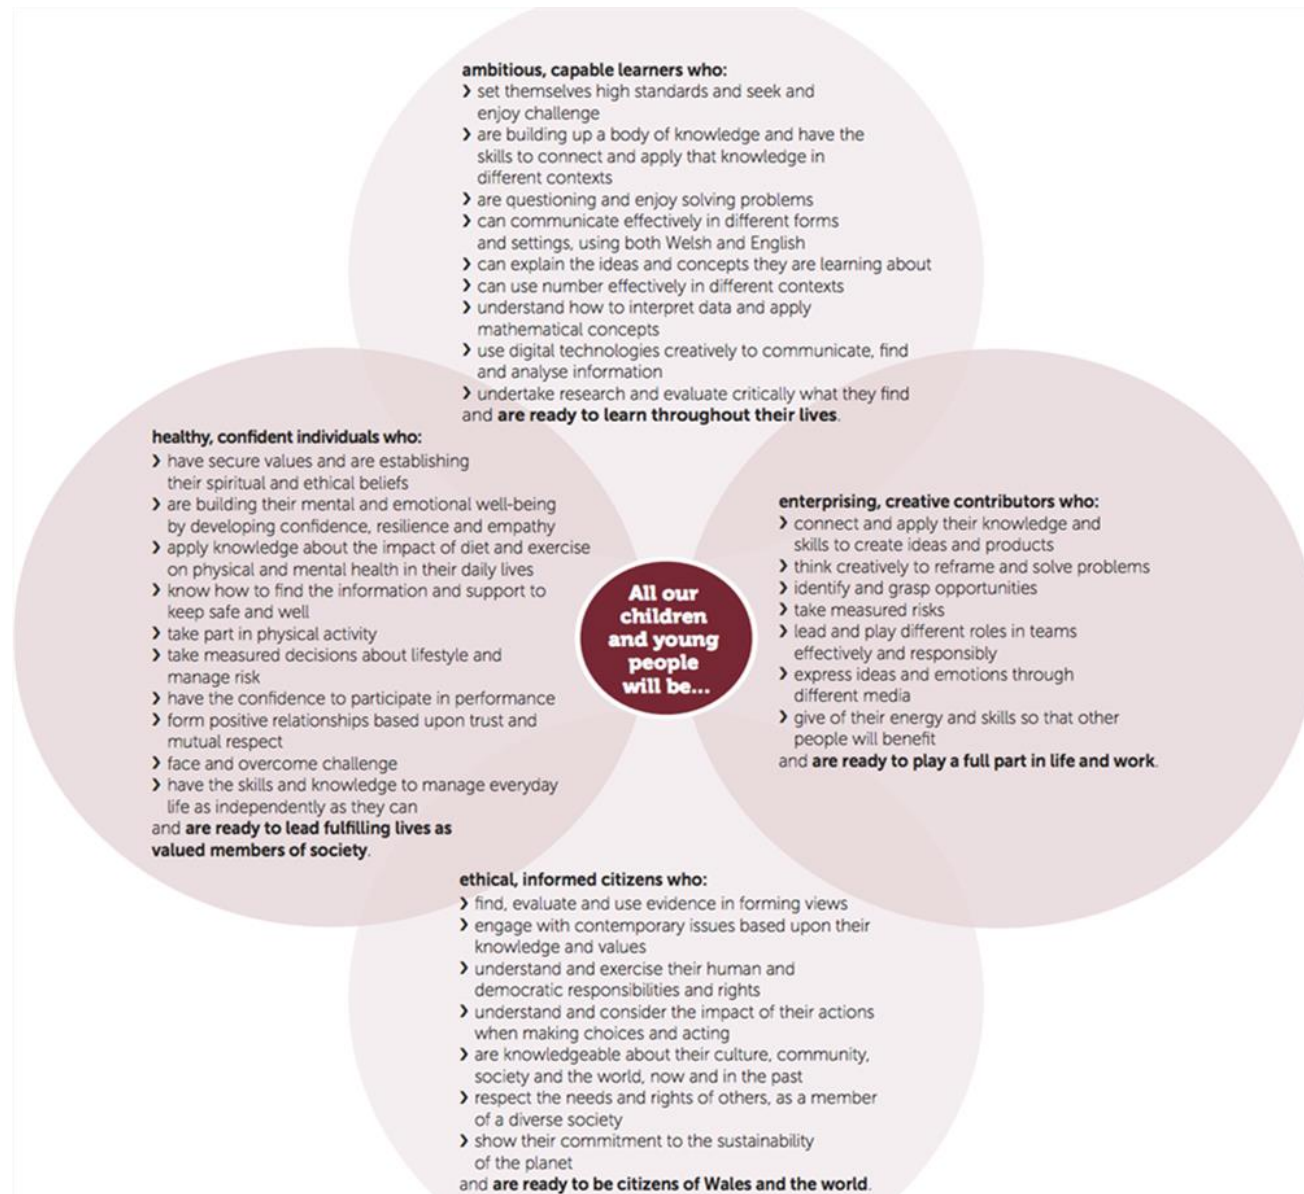 ambitious, capable learners who:
❯ set themselves high standards and seek and
enjoy challenge
❯ are building up a body of knowledge and have the
skills to connect and apply that knowledge in
different contexts
❯ are questioning and enjoy solving problems
❯ can communicate effectively in different forms
and settings, using both Welsh and English
❯ can explain the ideas and concepts they are learning about
❯ can use number effectively in different contexts
❯ understand how to interpret data and apply
mathematical concepts
❯ use digital technologies creatively to communicate, find
and analyse information
❯ undertake research and evaluate critically what they find
and are ready to learn throughout their lives.
healthy, confident individuals who:
❯ have secure values and are establishing
their spiritual and ethical beliefs
❯ are building their mental and emotional well-being
by developing confidence, resilience and empathy
❯ apply knowledge about the impact of diet and exercise
on physical and mental health in their daily lives
❯ know how to find the information and support to
keep safe and well
❯ take part in physical activity
❯ take measured decisions about lifestyle and
manage risk
❯ have the confidence to participate in performance
❯ form positive relationships based upon trust and
mutual respect
❯ face and overcome challenge
❯ have the skills and knowledge to manage everyday
life as independently as they can
and are ready to lead fulfilling lives as
valued members of society.
All our
children
and young
people
will be...
enterprising, creative contributors who:
❯ connect and apply their knowledge and
skills to create ideas and products
❯ think creatively to reframe and solve problems
❯ identify and grasp opportunities
❯ take measured risks
❯ lead and play different roles in teams
effectively and responsibly
❯ express ideas and emotions through
different media
❯ give of their energy and skills so that other
people will benefit
and are ready to play a full part in life and work.
ethical, informed citizens who:
❯ find, evaluate and use evidence in forming views
❯ engage with contemporary issues based upon their
knowledge and values
❯ understand and exercise their human and
democratic responsibilities and rights
❯ understand and consider the impact of their actions
when making choices and acting
❯ are knowledgeable about their culture, community,
society and the world, now and in the past
❯ respect the needs and rights of others, as a member
of a diverse society
❯ show their commitment to the sustainability
of the planet
and are ready to be citizens of Wales and the world.